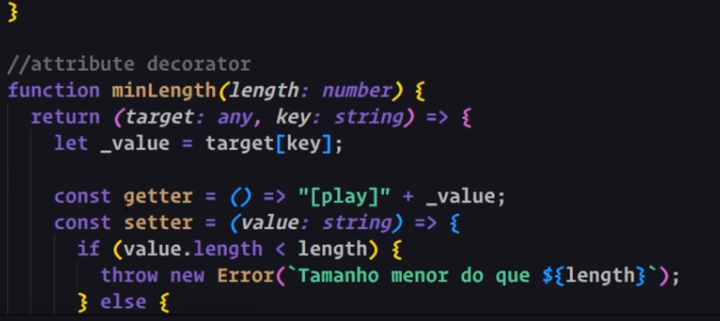 }
//attribute decorator
function minLength(length: number) {
return (target: any, key: string) => {
let _value = target[key];
const getter = () => "[play]" + _value;
const setter = (value: string) => {
if (value.length < length) {
throw new Error(`Tamanho menor do que ${length}`);
} else {